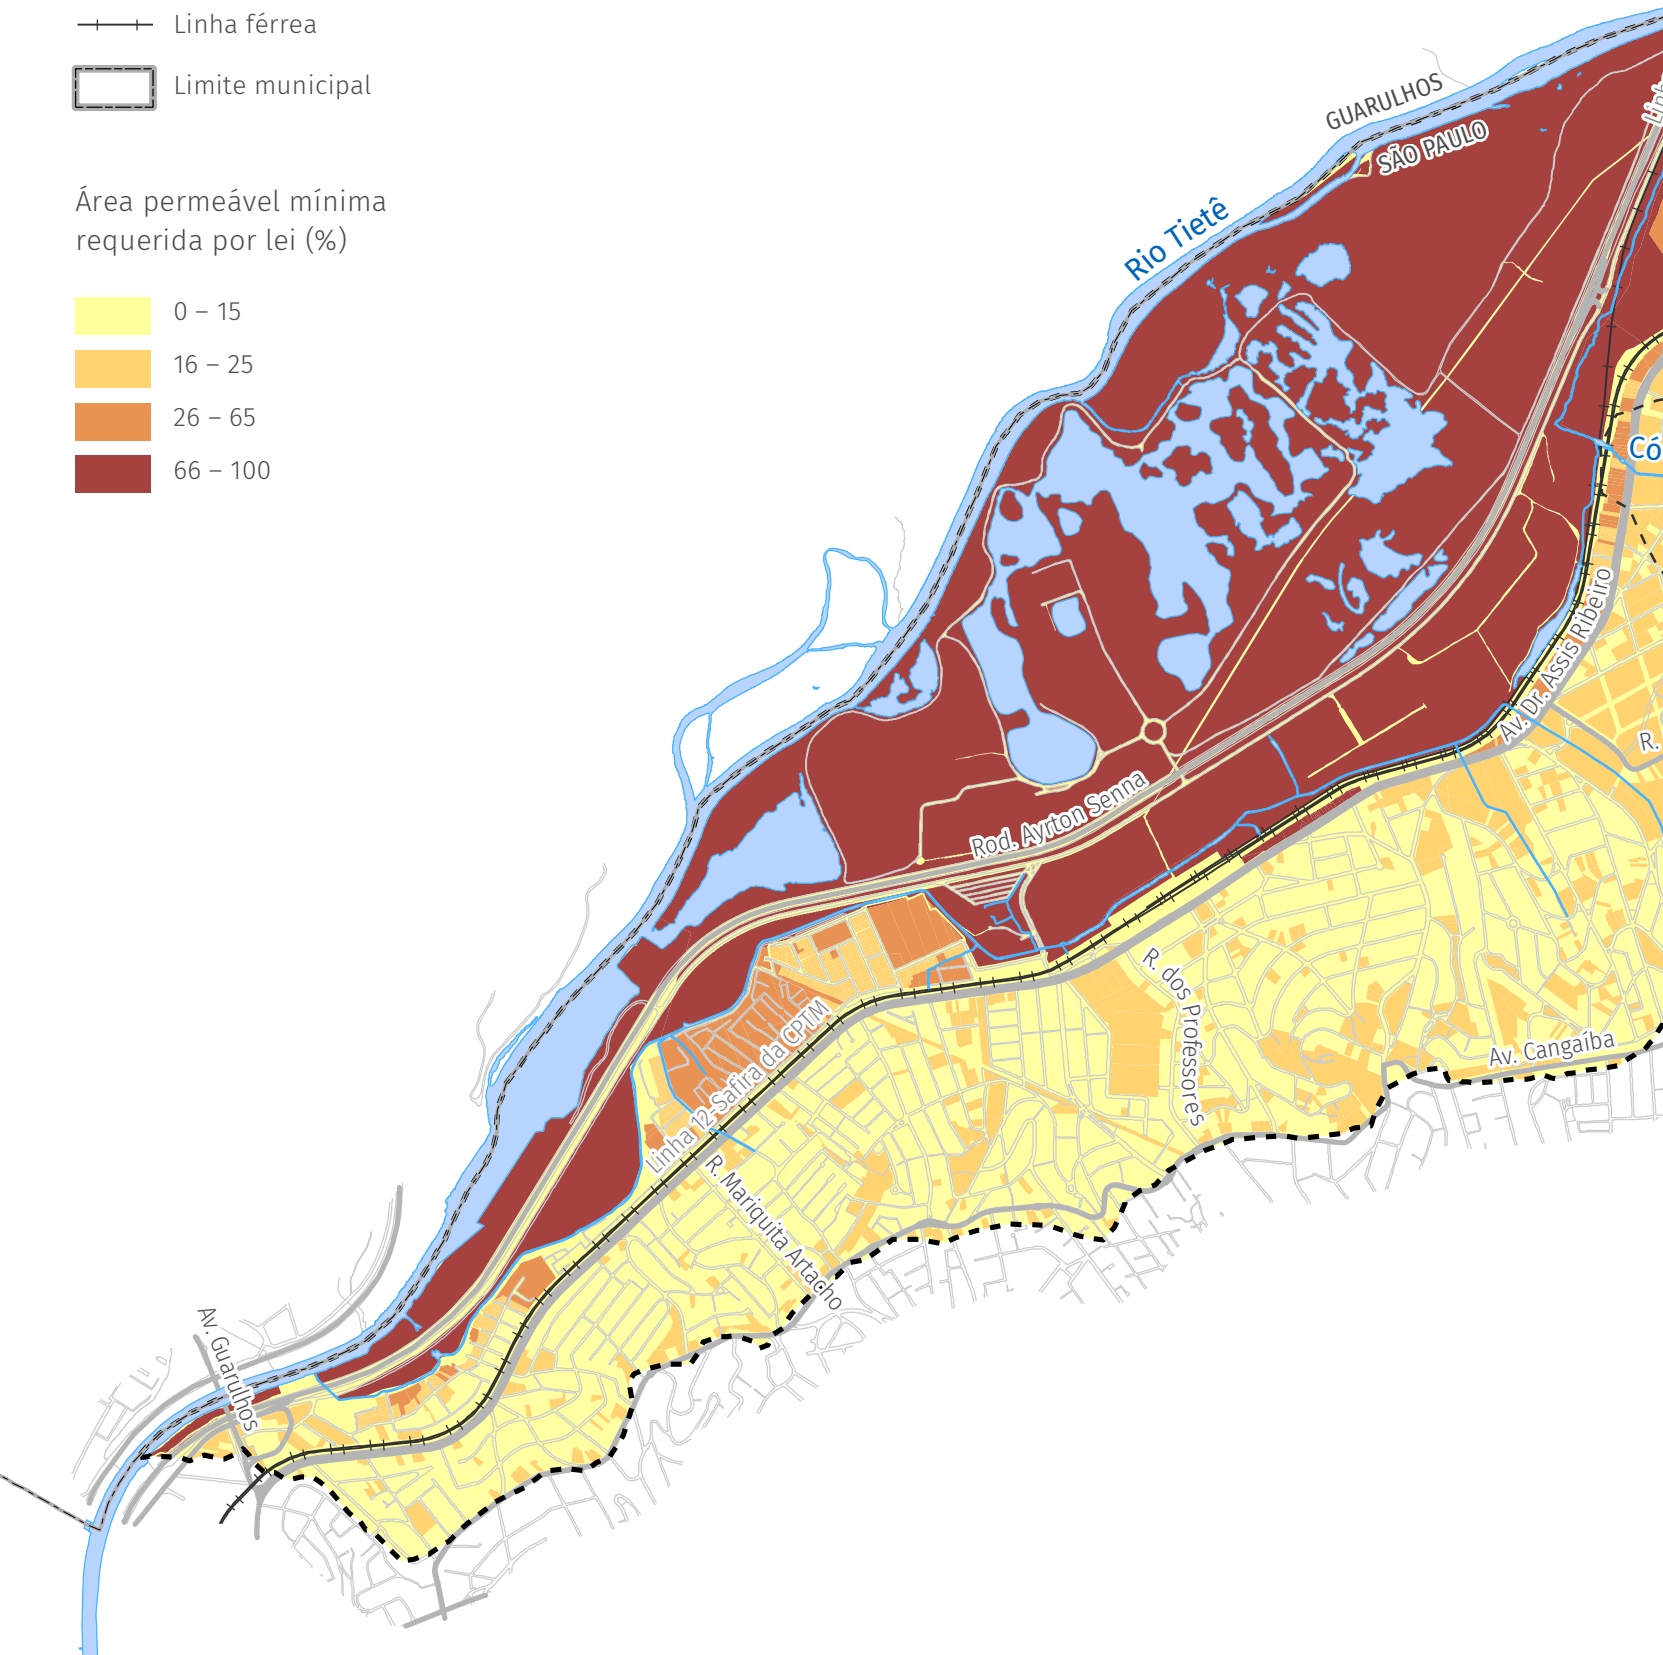 Linha férrea
Limite municipal
Área permeável mínima
requerida por lei (%)
0 – 15
16 – 25
26 – 65
66 – 100
GUARULHOS
SÃO PAULO
Rio Tietê
Linh
Có
Av. Dr. Assis Ribeiro
R.
Rod. Ayrton Senna
R. dos Professores
Av. Cangaíba
Linha 12-Safira da CPTM
R. Mariquita Artacho
Av. Guarulhos